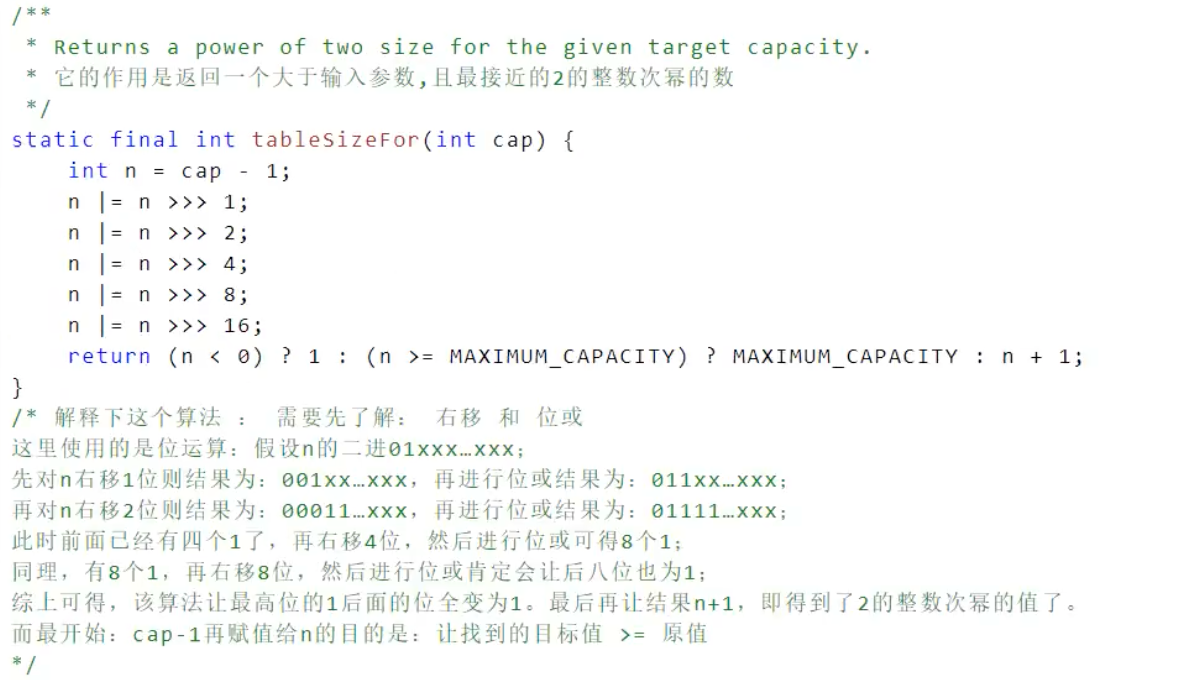 /**
 * Returns a power of two size for the given target capacity.
 * 它的作用是返回一个大于输入参数,且最接近的2的整数次幂的数
 */
static final int tableSizeFor(int cap) {
    int n = cap - 1;
    n |= n >>> 1;
    n |= n >>> 2;
    n |= n >>> 4;
    n |= n >>> 8;
    n |= n >>> 16;
    return (n < 0) ? 1 : (n >= MAXIMUM_CAPACITY) ? MAXIMUM_CAPACITY : n + 1;
}
/* 解释下这个算法 ： 需要先了解： 右移 和 位或
这里使用的是位运算：假设n的二进01xxx…xxx；
先对n右移1位则结果为：001xx…xxx，再进行位或结果为：011xx…xxx；
再对n右移2位则结果为：00011…xxx，再进行位或结果为：01111…xxx；
此时前面已经有四个1了，再右移4位，然后进行位或可得8个1；
同理，有8个1，再右移8位，然后进行位或肯定会让后八位也为1；
综上可得，该算法让最高位的1后面的位全变为1。最后再让结果n+1，即得到了2的整数次幂的值了。
而最开始：cap-1再赋值给n的目的是：让找到的目标值 >= 原值
*/